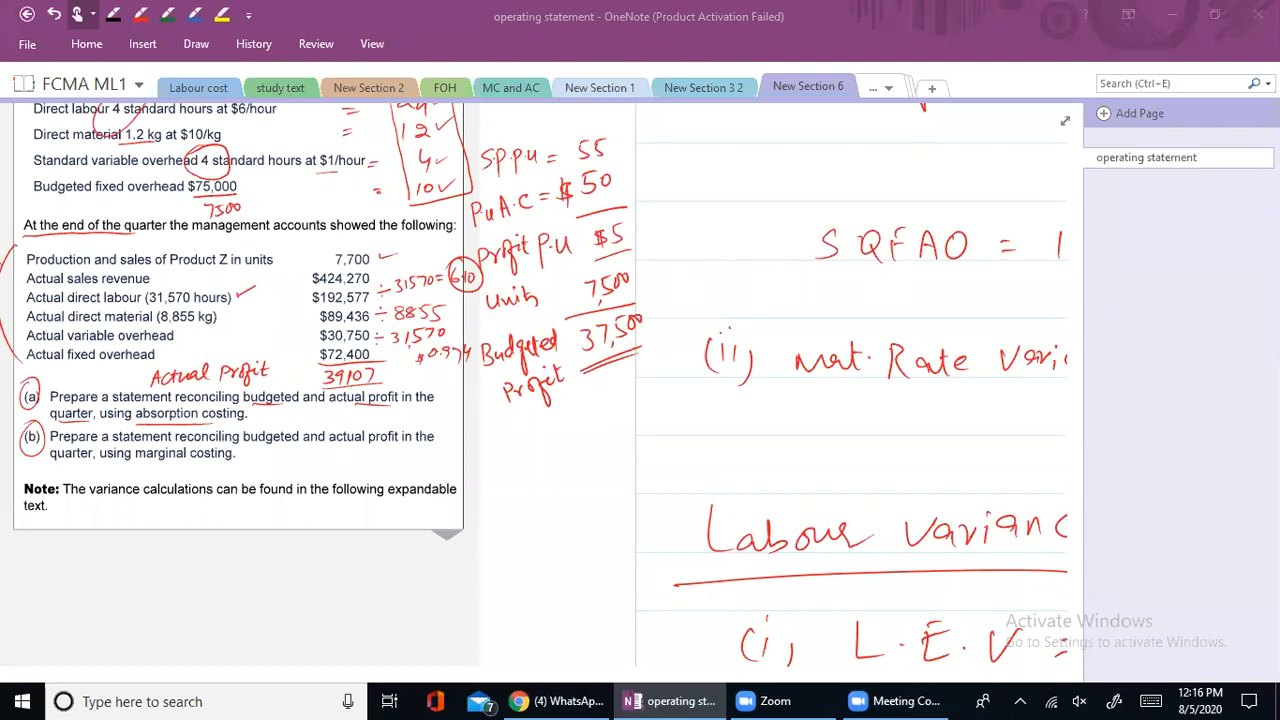 operating statement - OneNote (Product Activation Failed)
File Home Insert Draw History Review View
FCMA ML1
Labour cost study text New Section 2 FOH MC and AC New Section 1 New Section 3 2 New Section 6 ...
Search (Ctrl+E)
Add Page
operating statement
Direct labour 4 standard hours at $6/hour =
Direct material 1.2 kg at $10/kg = 12
Standard variable overhead 4 standard hours at $1/hour = 4
Budgeted fixed overhead $75,000 = 10
7500
At the end of the quarter the management accounts showed the following:
Production and sales of Product Z in units 7,700
Actual sales revenue $424,270
Actual direct labour (31,570 hours) $192,577 ÷ 31570 = 6.10
Actual direct material (8,855 kg) $89,436 ÷ 8855
Actual variable overhead $30,750 ÷ 31,570
$0.974
Actual fixed overhead $72,400
Actual Profit 39107
(a) Prepare a statement reconciling budgeted and actual profit in the
quarter, using absorption costing.
(b) Prepare a statement reconciling budgeted and actual profit in the
quarter, using marginal costing.
Note: The variance calculations can be found in the following expandable
text.
S.P.P.U = 55
P.U A.C = $50
Profit P.U $5
Units 7,500
Budgeted 37,500
Profit
SQFAO = 1
(ii) Mat. Rate Vari
Labour Varianc
(i) L.E.V =
Activate Windows
Go to Settings to activate Windows.
Type here to search
7
(4) WhatsApp...
operating st...
Zoom
Meeting Co...
12:16 PM
8/5/2020